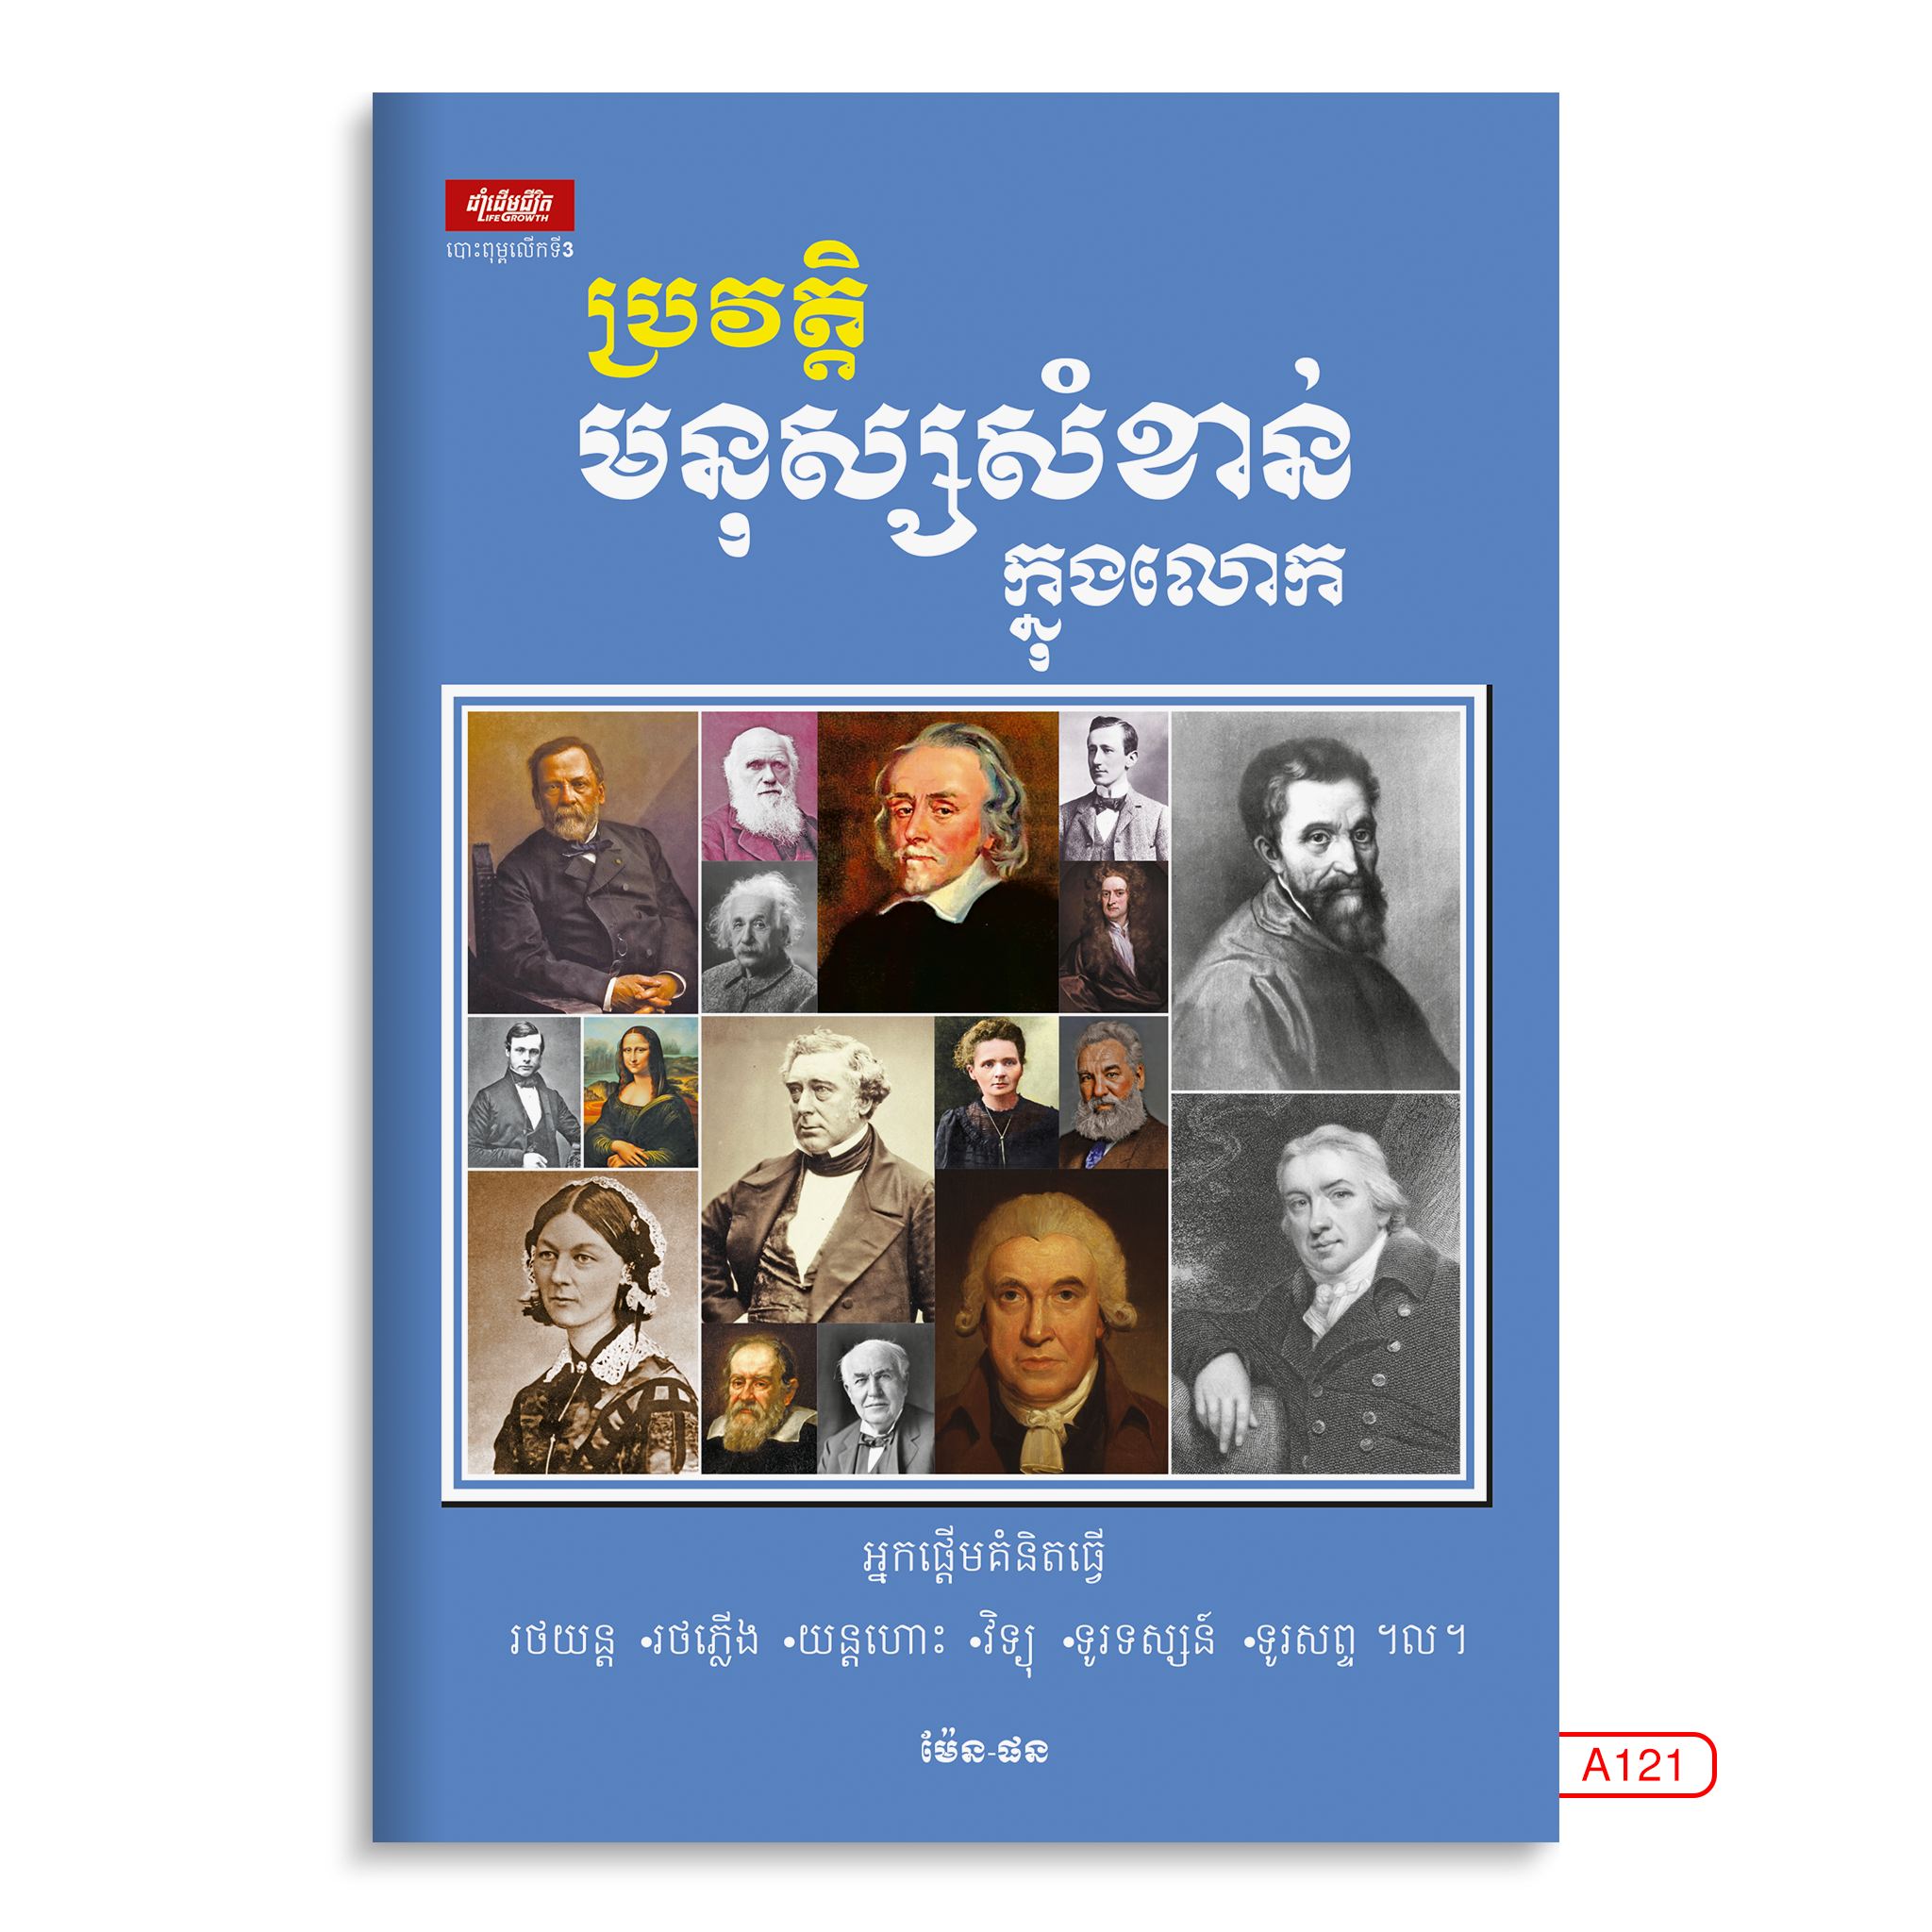 ដាំដើមជីវិត
LIFE GROWTH
បោះពុម្ពលើកទី3
ប្រវត្តិ
មនុស្សសំខាន់
ក្នុងលោក
អ្នកផ្ដើមគំនិតធ្វើ
រថយន្ត •រថភ្លើង •យន្តហោះ •វិទ្យុ •ទូរទស្សន៍ •ទូរសព្ទ ។ល។
ម៉ែន-ផន
A121